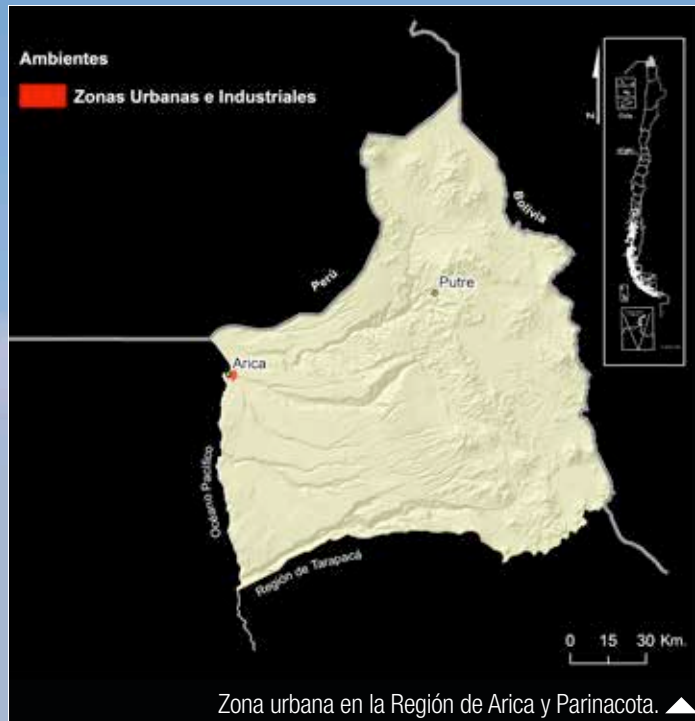 Ambientes
Zonas Urbanas e Industriales
N
Bolivia
Perú
Putre
Arica
Océano Pacífico
Región de Tarapacá
0 15 30 Km.
Zona urbana en la Región de Arica y Parinacota.